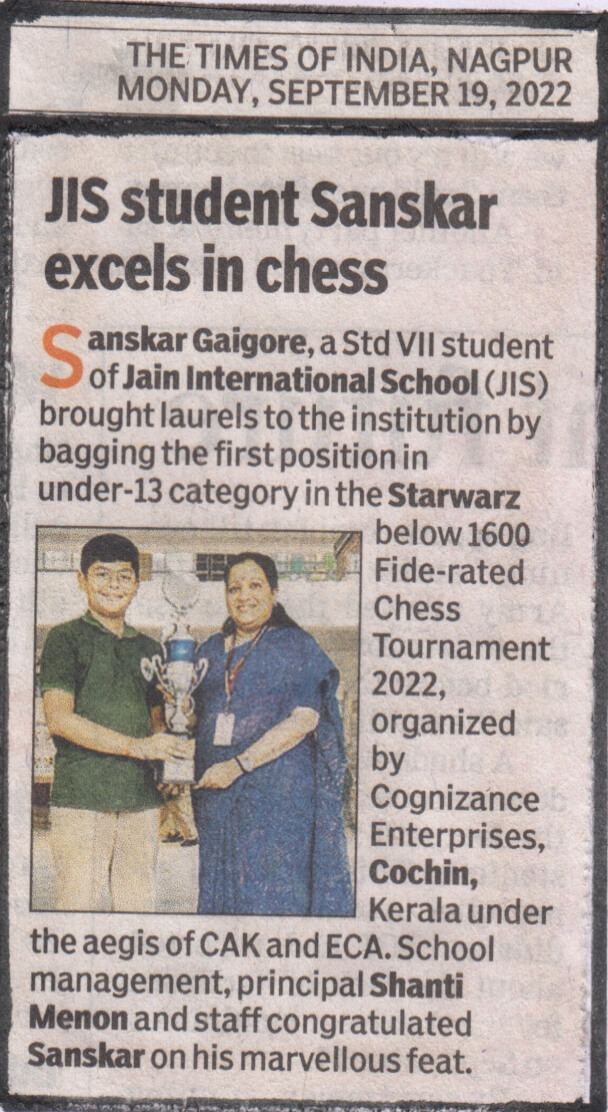 THE TIMES OF INDIA, NAGPUR
MONDAY, SEPTEMBER 19, 2022
JIS student Sanskar
excels in chess
Sanskar Gaigore, a Std VII student
of Jain International School (JIS)
brought laurels to the institution by
bagging the first position in
under-13 category in the Starwarz
below 1600
Fide-rated
Chess
Tournament
2022,
organized
by
Cognizance
Enterprises,
Cochin,
Kerala under
the aegis of CAK and ECA. School
management, principal Shanti
Menon and staff congratulated
Sanskar on his marvellous feat.